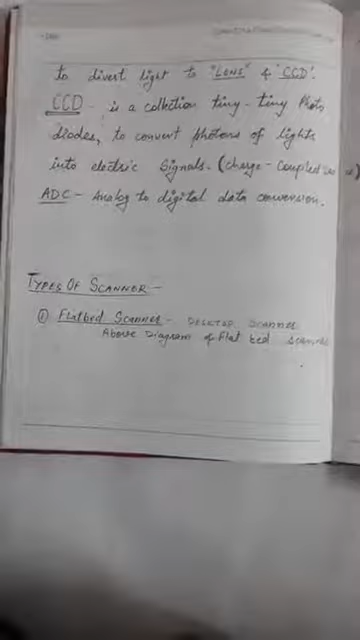 to divert light to "LENS" & "CCD".
CCD - is a collection tiny - tiny Photo
diodes, to convert photons of lights
into electric Signals. (Charge - Coupled
ADC - Analog to digital data conversion.
TYPES OF SCANNER -
① Flatbed Scanner - DESKTOP SCANNER
Above Diagram of Flat bed scanner